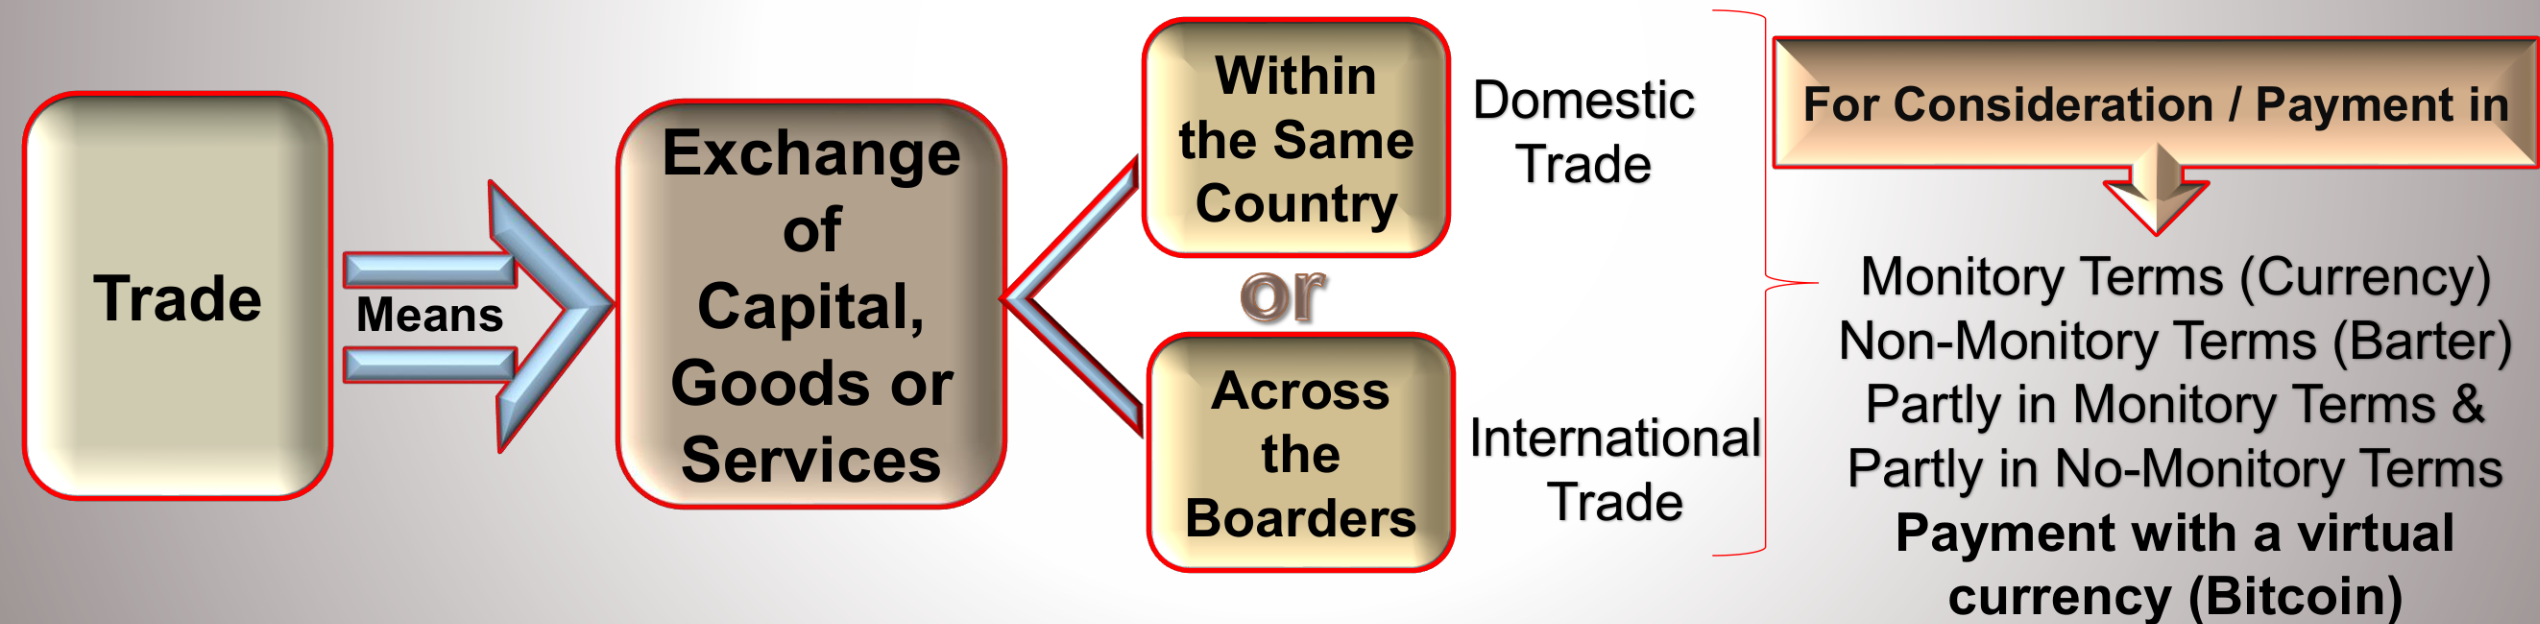 Trade
Means
Exchange
of
Capital,
Goods or
Services
Within
the Same
Country
Domestic
Trade
or
Across
the
Boarders
International
Trade
For Consideration / Payment in
Monitory Terms (Currency)
Non-Monitory Terms (Barter)
Partly in Monitory Terms &
Partly in No-Monitory Terms
Payment with a virtual
currency (Bitcoin)